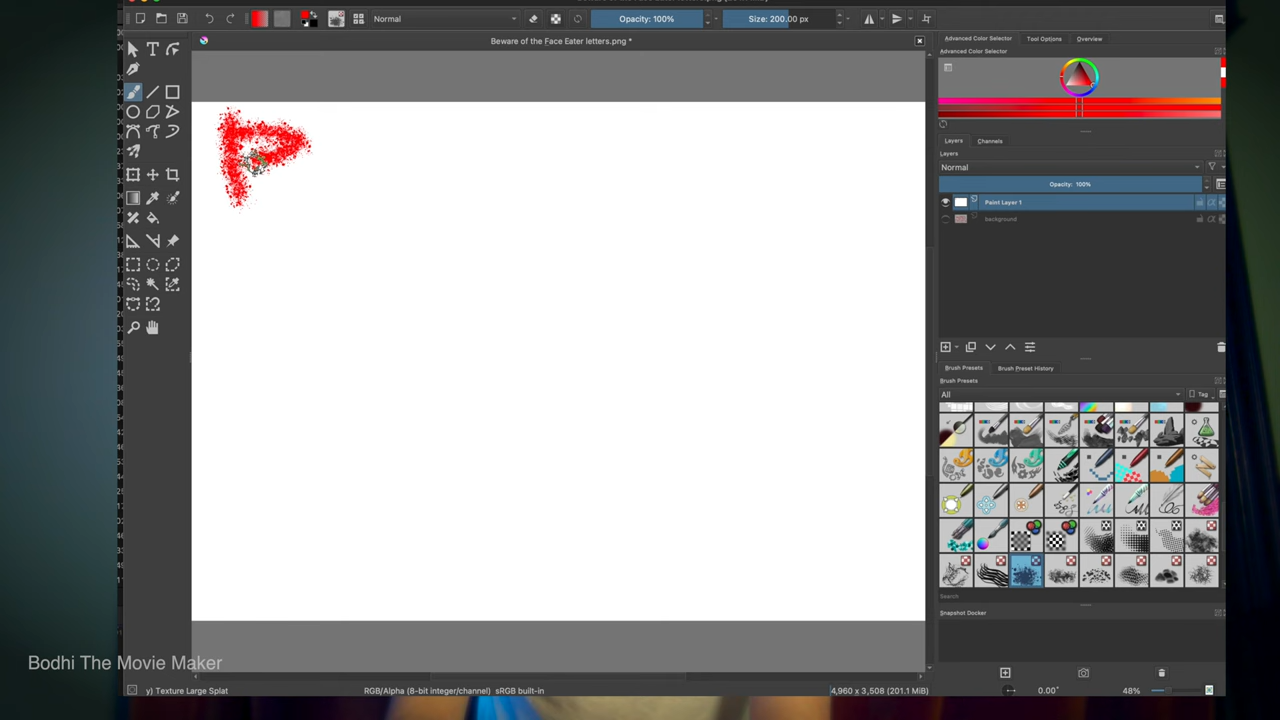 Normal
Opacity: 100%
Size: 200.00 px
Beware of the Face Eater letters.png *
Advanced Color Selector
Tool Options
Overview
Advanced Color Selector
Layers
Channels
Layers
Normal
Opacity: 100%
Paint Layer 1
background
Brush Presets
Brush Preset History
Brush Presets
All
Tag
Search
Snapshot Docker
Bodhi The Movie Maker
y) Texture Large Splat
RGB/Alpha (8-bit integer/channel) sRGB built-in
4,960 x 3,508 (201.1 MiB)
0.00°
48%